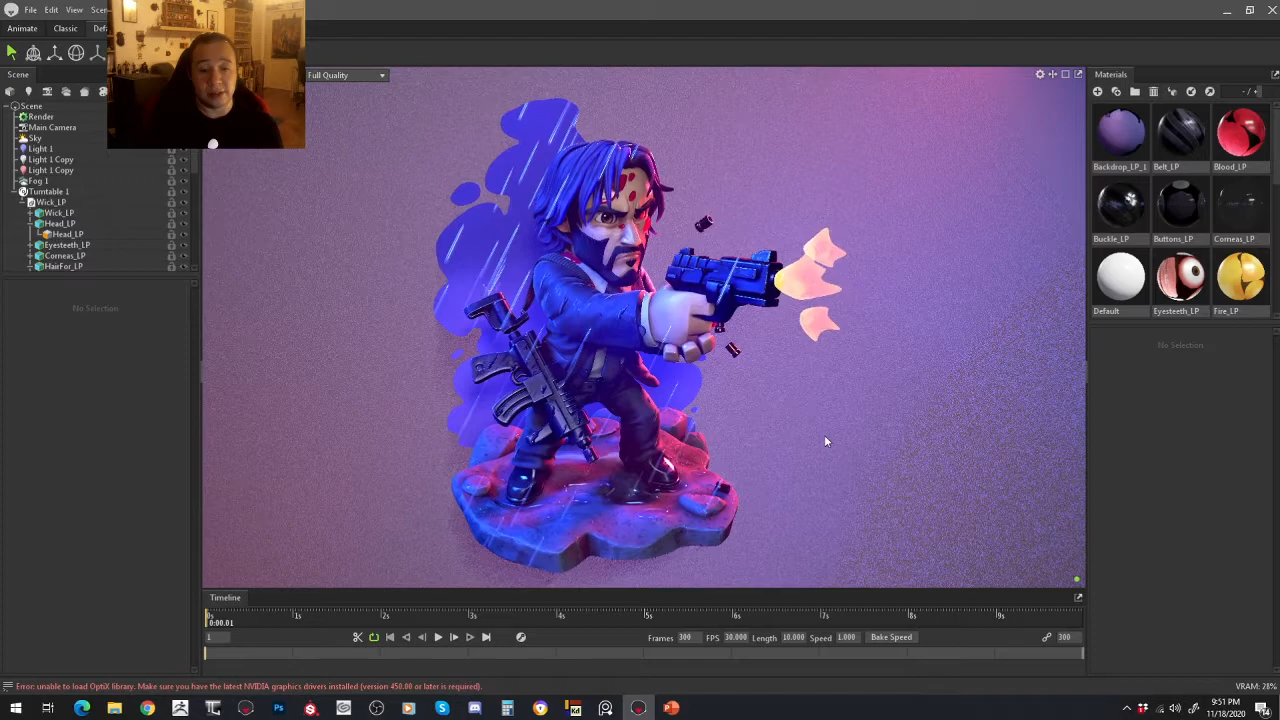 File Edit View Scen
Animate Classic Defa
Scene
Full Quality
Materials
Scene
Render
Main Camera
Sky
Light 1
Light 1 Copy
Light 1 Copy
Fog 1
Turntable 1
Wick_LP
Wick_LP
Head_LP
Head_LP
Eyesteeth_LP
Corneas_LP
HairFor_LP
No Selection
Backdrop_LP_1 Belt_LP Blood_LP
Buckle_LP Buttons_LP Corneas_LP
Default Eyesteeth_LP Fire_LP
No Selection
Timeline
0s 1s 2s 3s 4s 5s 6s 7s 8s 9s
0:00.01
1 Frames 300 FPS 30.000 Length 10.000 Speed 1.000 Bake Speed 300
Error: unable to load OptiX library. Make sure you have the latest NVIDIA graphics drivers installed (version 450.00 or later is required). VRAM: 28%
9:51 PM
11/18/2020